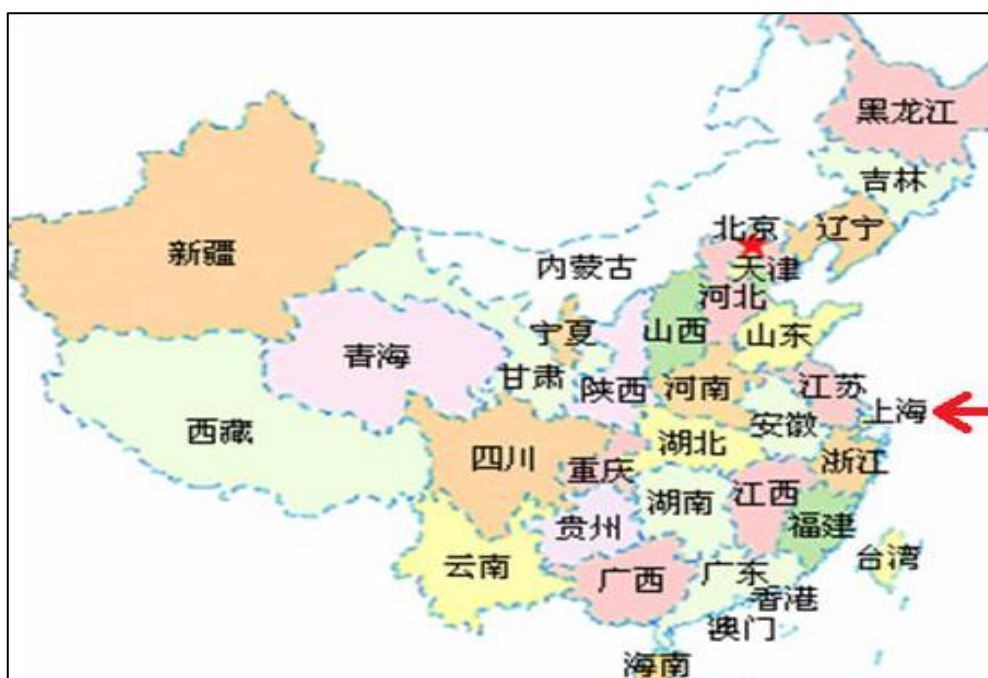 黑龙江
吉林
北京
辽宁
新疆
内蒙古
天津
河北
宁夏
山西
山东
青海
甘肃
陕西
河南
江苏
西藏
安徽
上海
四川
重庆
湖北
浙江
湖南
江西
贵州
福建
云南
广西
广东
台湾
香港
澳门
海南